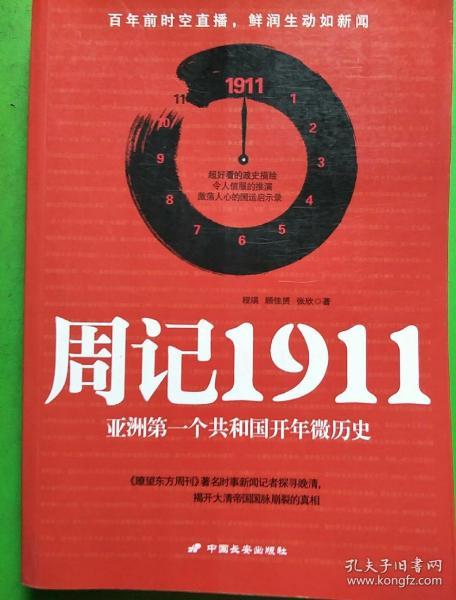 百年前时空直播，鲜润生动如新闻
1911
11
1
10
2
9
3
8
4
7
5
6
超好看的政史描绘
令人信服的推演
激荡人心的国运启示录
程瑛 顾佳赟 张欣◎著
周记1911
亚洲第一个共和国开年微历史
《瞭望东方周刊》著名时事新闻记者探寻晚清，
揭开大清帝国国脉崩裂的真相
中国长安出版社
孔夫子旧书网
www.kongfz.com